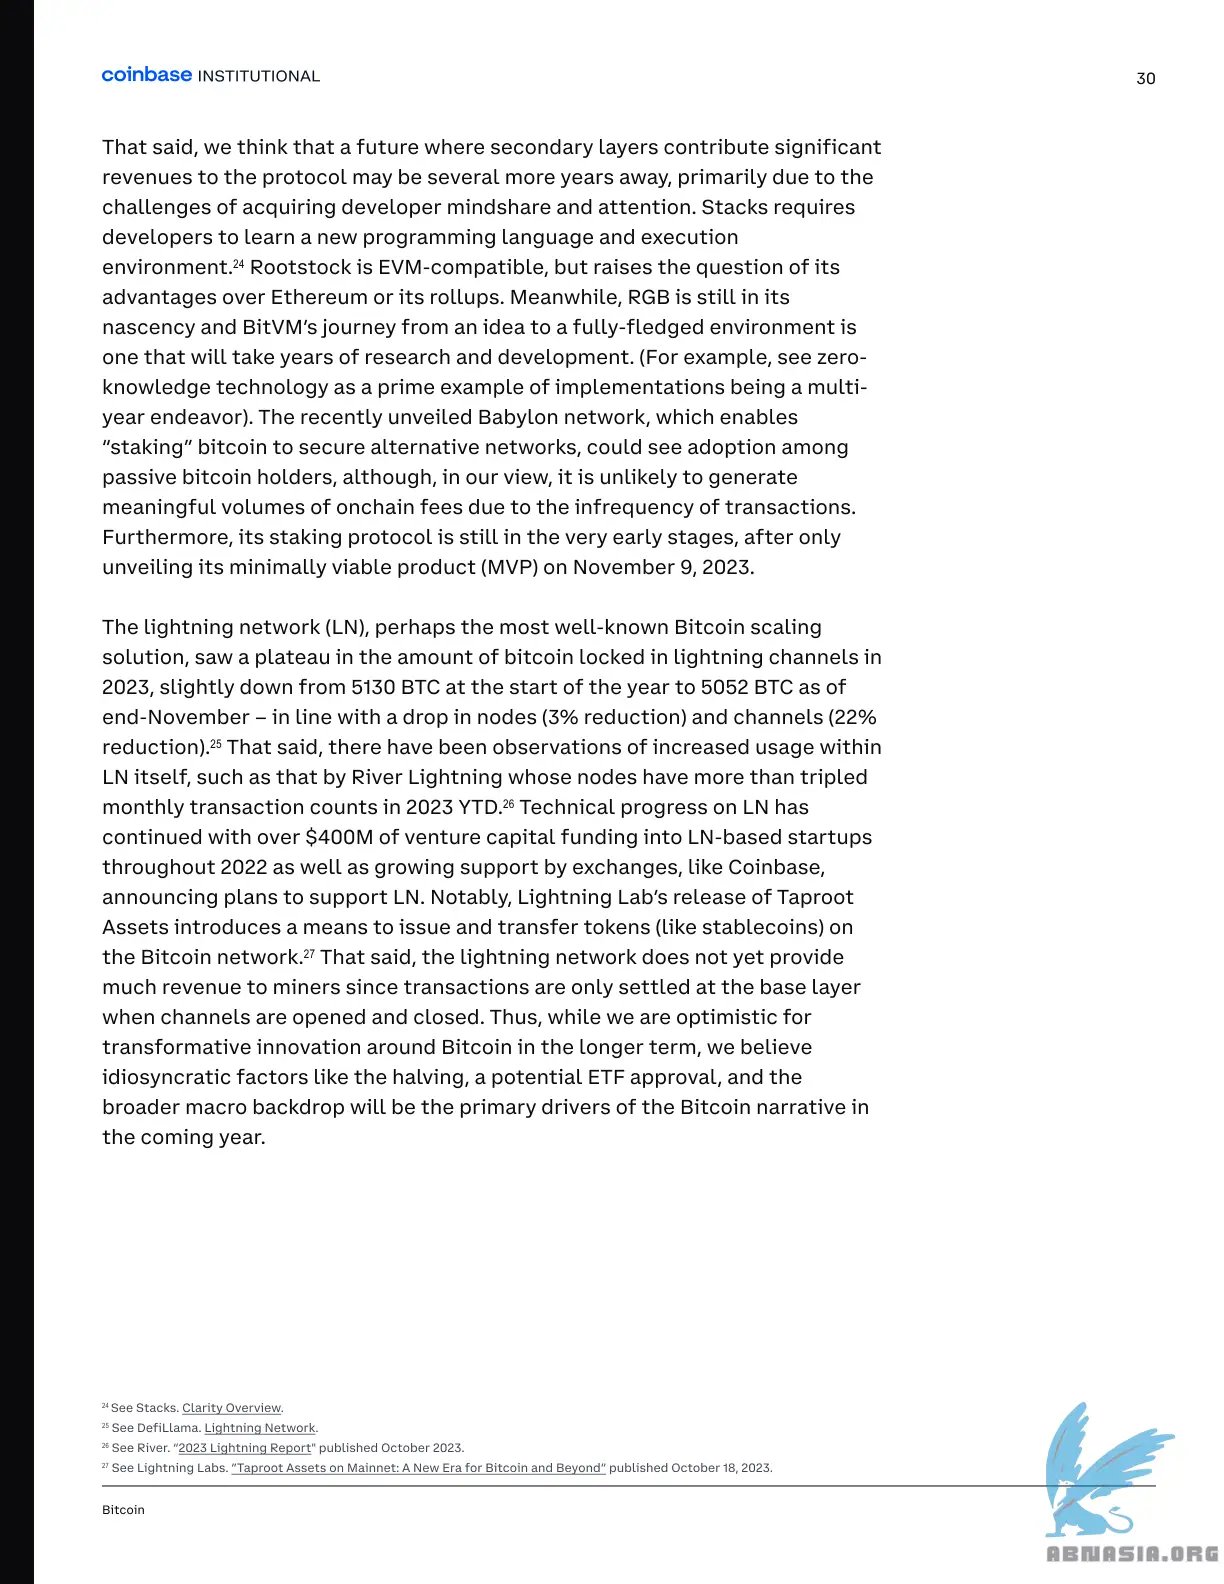 coinbase INSTITUTIONAL
30
That said, we think that a future where secondary layers contribute significant
revenues to the protocol may be several more years away, primarily due to the
challenges of acquiring developer mindshare and attention. Stacks requires
developers to learn a new programming language and execution
environment.²⁴ Rootstock is EVM-compatible, but raises the question of its
advantages over Ethereum or its rollups. Meanwhile, RGB is still in its
nascency and BitVM’s journey from an idea to a fully-fledged environment is
one that will take years of research and development. (For example, see zero-
knowledge technology as a prime example of implementations being a multi-
year endeavor). The recently unveiled Babylon network, which enables
“staking” bitcoin to secure alternative networks, could see adoption among
passive bitcoin holders, although, in our view, it is unlikely to generate
meaningful volumes of onchain fees due to the infrequency of transactions.
Furthermore, its staking protocol is still in the very early stages, after only
unveiling its minimally viable product (MVP) on November 9, 2023.
The lightning network (LN), perhaps the most well-known Bitcoin scaling
solution, saw a plateau in the amount of bitcoin locked in lightning channels in
2023, slightly down from 5130 BTC at the start of the year to 5052 BTC as of
end-November – in line with a drop in nodes (3% reduction) and channels (22%
reduction).²⁵ That said, there have been observations of increased usage within
LN itself, such as that by River Lightning whose nodes have more than tripled
monthly transaction counts in 2023 YTD.²⁶ Technical progress on LN has
continued with over $400M of venture capital funding into LN-based startups
throughout 2022 as well as growing support by exchanges, like Coinbase,
announcing plans to support LN. Notably, Lightning Lab’s release of Taproot
Assets introduces a means to issue and transfer tokens (like stablecoins) on
the Bitcoin network.²⁷ That said, the lightning network does not yet provide
much revenue to miners since transactions are only settled at the base layer
when channels are opened and closed. Thus, while we are optimistic for
transformative innovation around Bitcoin in the longer term, we believe
idiosyncratic factors like the halving, a potential ETF approval, and the
broader macro backdrop will be the primary drivers of the Bitcoin narrative in
the coming year.
²⁴ See Stacks. Clarity Overview.
²⁵ See DefiLlama. Lightning Network.
²⁶ See River. “2023 Lightning Report" published October 2023.
²⁷ See Lightning Labs. “Taproot Assets on Mainnet: A New Era for Bitcoin and Beyond” published October 18, 2023.
Bitcoin
ABNASIA.ORG